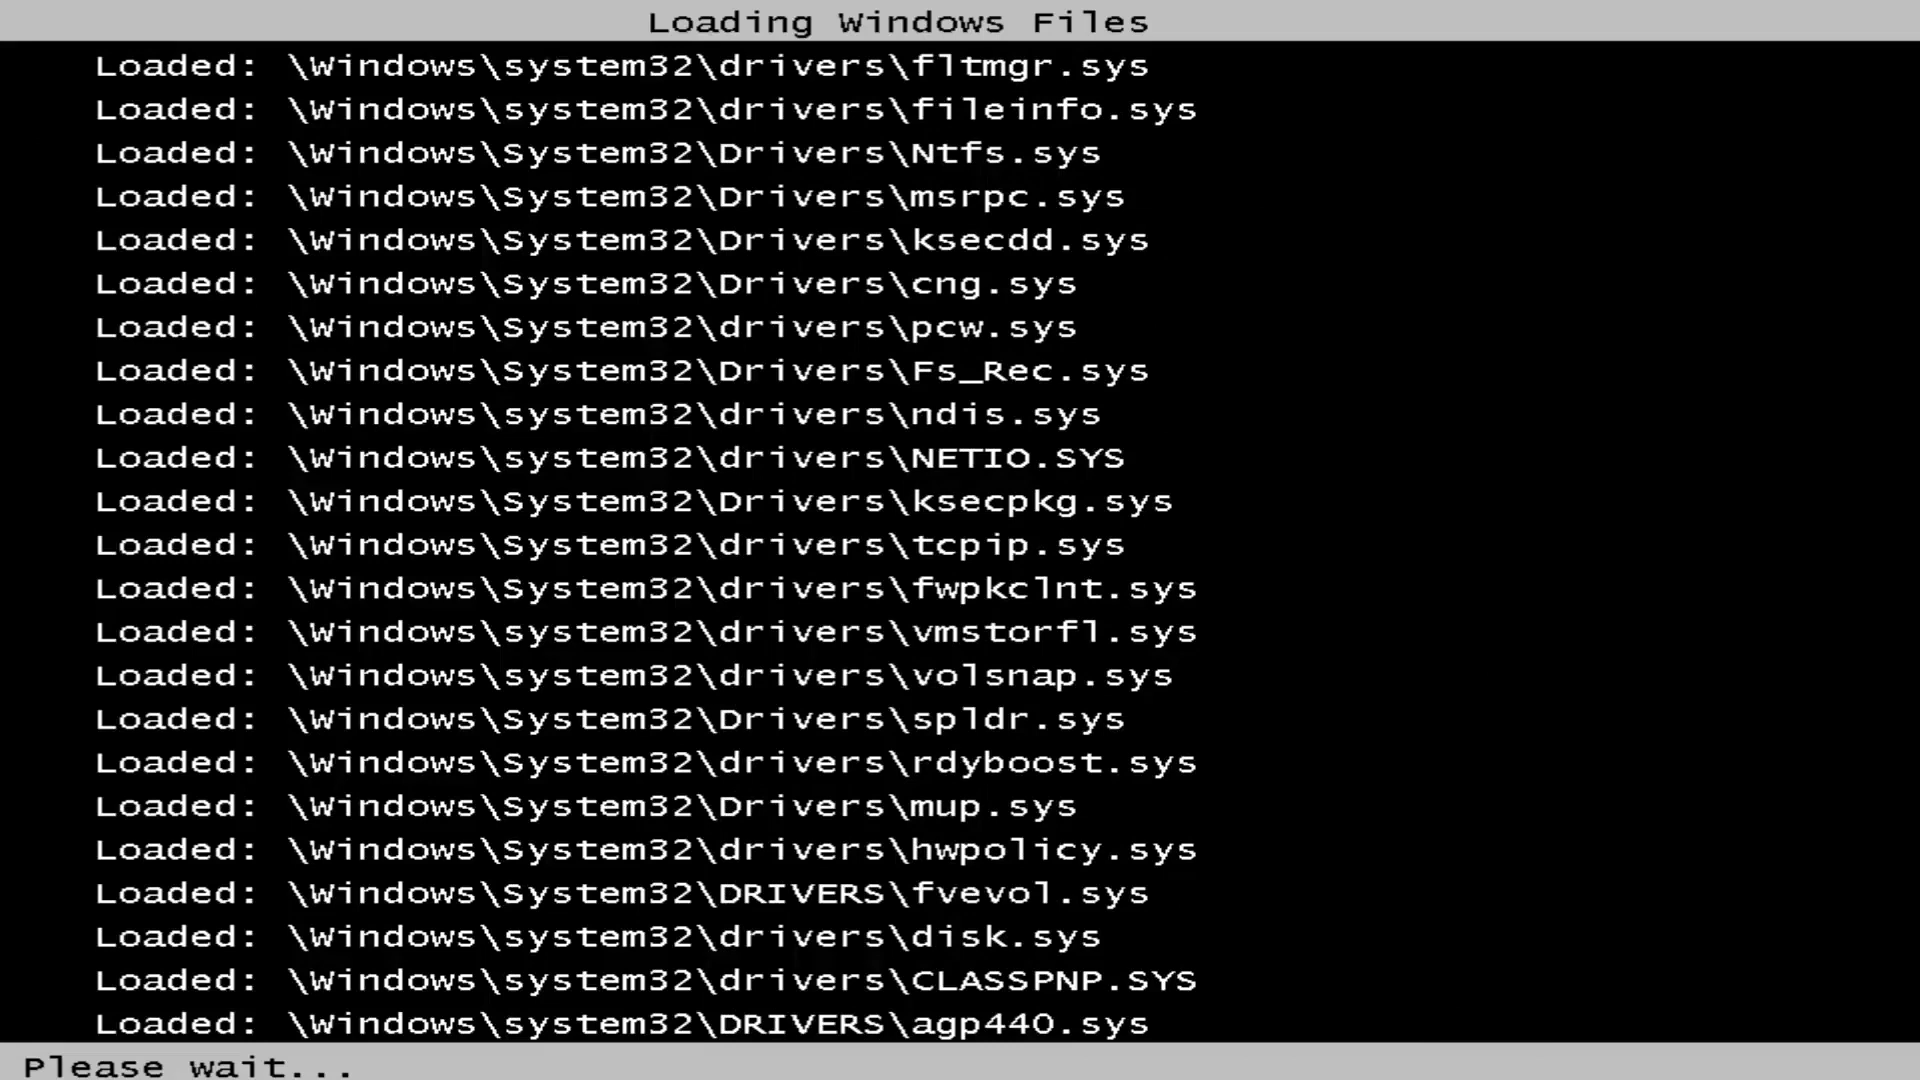 Loading Windows Files
Loaded: \Windows\system32\drivers\fltmgr.sys
Loaded: \Windows\system32\drivers\fileinfo.sys
Loaded: \Windows\System32\Drivers\Ntfs.sys
Loaded: \Windows\System32\Drivers\msrpc.sys
Loaded: \Windows\System32\Drivers\ksecdd.sys
Loaded: \Windows\System32\Drivers\cng.sys
Loaded: \Windows\System32\drivers\pcw.sys
Loaded: \Windows\System32\Drivers\Fs_Rec.sys
Loaded: \Windows\system32\drivers\ndis.sys
Loaded: \Windows\system32\drivers\NETIO.SYS
Loaded: \Windows\System32\Drivers\ksecpkg.sys
Loaded: \Windows\System32\drivers\tcpip.sys
Loaded: \Windows\System32\drivers\fwpkclnt.sys
Loaded: \Windows\system32\drivers\vmstorfl.sys
Loaded: \Windows\system32\drivers\volsnap.sys
Loaded: \Windows\System32\Drivers\spldr.sys
Loaded: \Windows\System32\drivers\rdyboost.sys
Loaded: \Windows\System32\Drivers\mup.sys
Loaded: \Windows\System32\drivers\hwpolicy.sys
Loaded: \Windows\System32\DRIVERS\fvevol.sys
Loaded: \Windows\system32\drivers\disk.sys
Loaded: \Windows\system32\drivers\CLASSPNP.SYS
Loaded: \Windows\system32\DRIVERS\agp440.sys
Please wait...